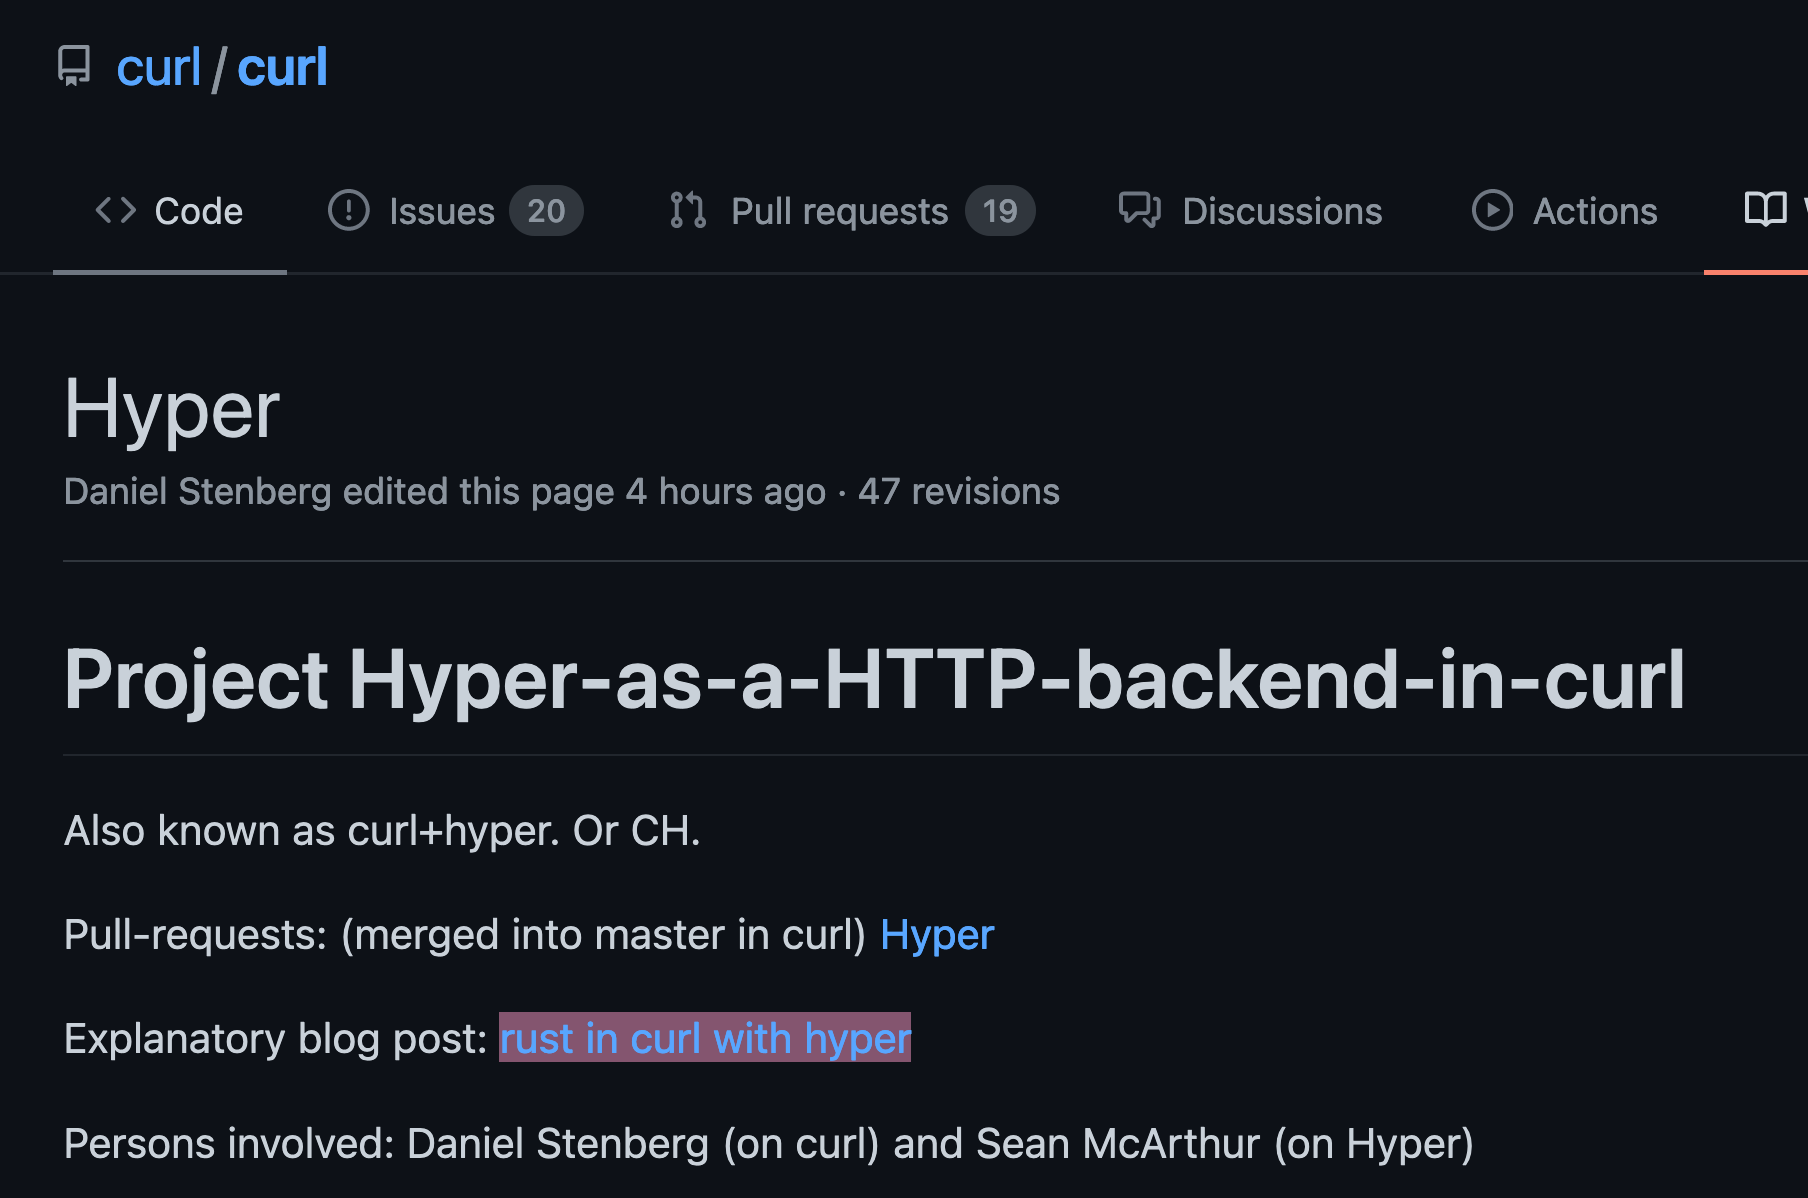 curl / curl
Code Issues 20 Pull requests 19 Discussions Actions
Hyper
Daniel Stenberg edited this page 4 hours ago · 47 revisions
Project Hyper-as-a-HTTP-backend-in-curl
Also known as curl+hyper. Or CH.
Pull-requests: (merged into master in curl) Hyper
Explanatory blog post: rust in curl with hyper
Persons involved: Daniel Stenberg (on curl) and Sean McArthur (on Hyper)